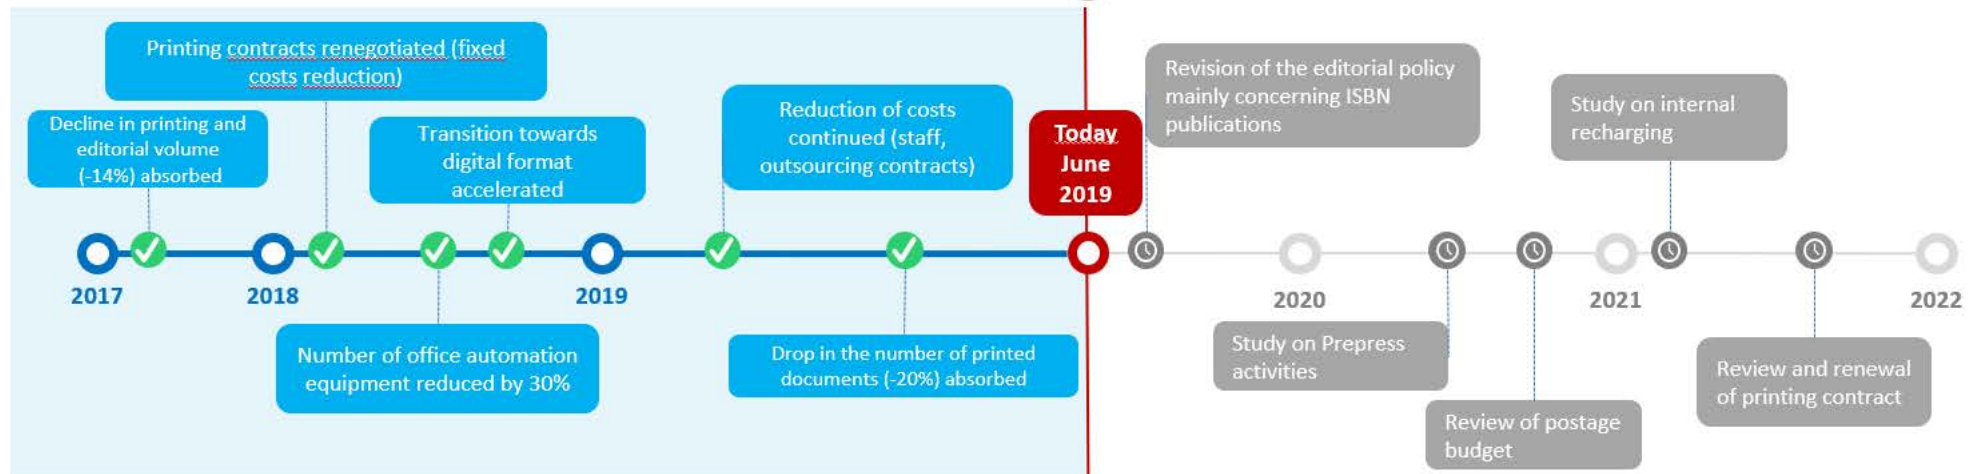 Printing contracts renegotiated (fixed
costs reduction)
Decline in printing and
editorial volume
(-14%) absorbed
Transition towards
digital format
accelerated
Reduction of costs
continued (staff,
outsourcing contracts)
Today
June
2019
Revision of the editorial policy
mainly concerning ISBN
publications
Study on internal
recharging
2017
2018
2019
2020
2021
2022
Number of office automation
equipment reduced by 30%
Drop in the number of printed
documents (-20%) absorbed
Study on Prepress
activities
Review of postage
budget
Review and renewal
of printing contract